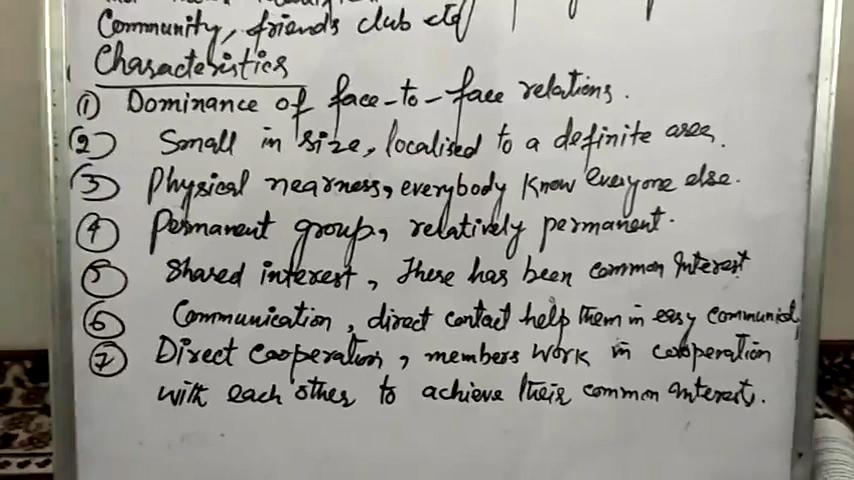 Community, friends club etc
Characteristics
① Dominance of face-to-face relations.
② Small in size, localised to a definite area.
③ Physical nearness, everybody know everyone else.
④ Permanent group, relatively permanent.
⑤ Shared interest, There has been common Interest
⑥ Communication, direct contact help them in easy
⑦ Direct Cooperation, members work in cooperation
with each other to achieve their common interest.